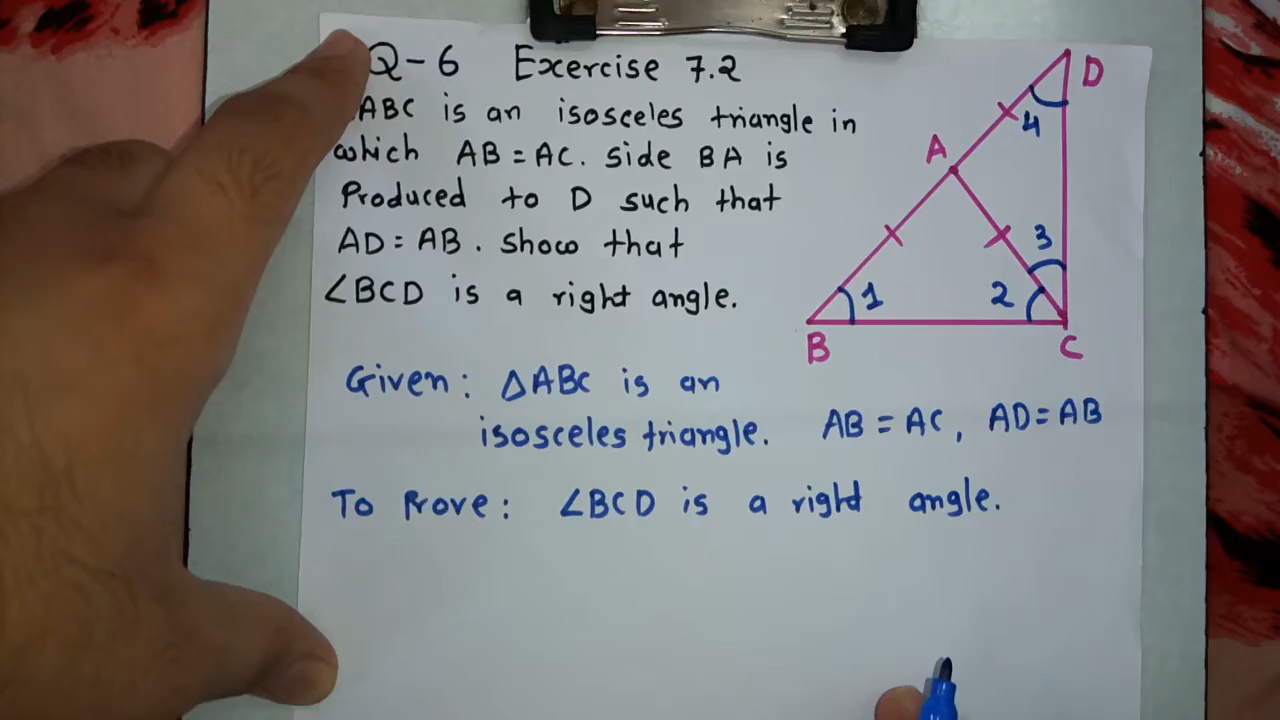 Q-6 Exercise 7.2
ABC is an isosceles triangle in
which AB = AC. side BA is
Produced to D such that
AD = AB. show that
∠BCD is a right angle.
D
4
A
3
1
2
B
C
Given: △ABC is an
isosceles triangle. AB = AC, AD = AB
To Prove: ∠BCD is a right angle.